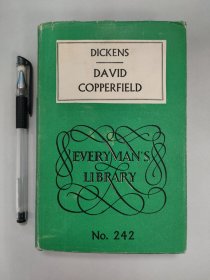 DICKENS
DAVID
COPPERFIELD
EVERYMAN'S
LIBRARY
No. 242